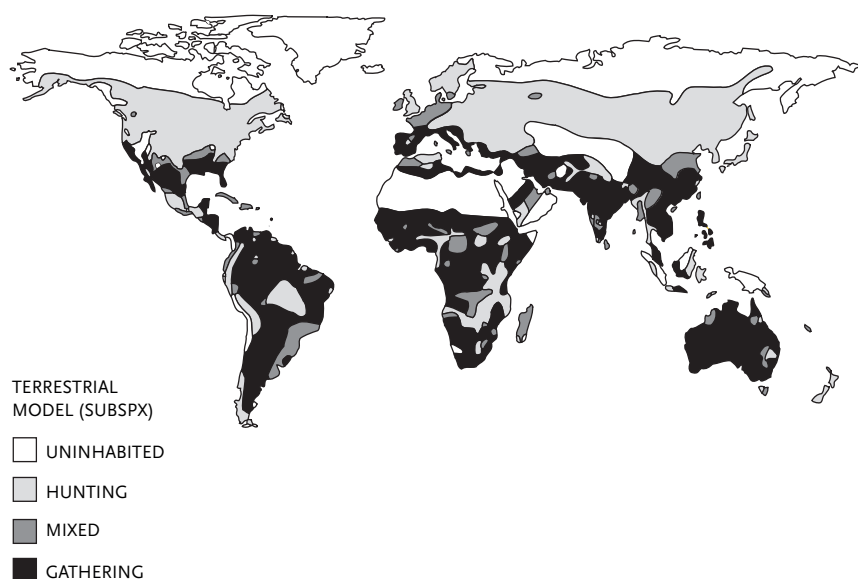 TERRESTRIAL
MODEL (SUBSPX)
UNINHABITED
HUNTING
MIXED
GATHERING